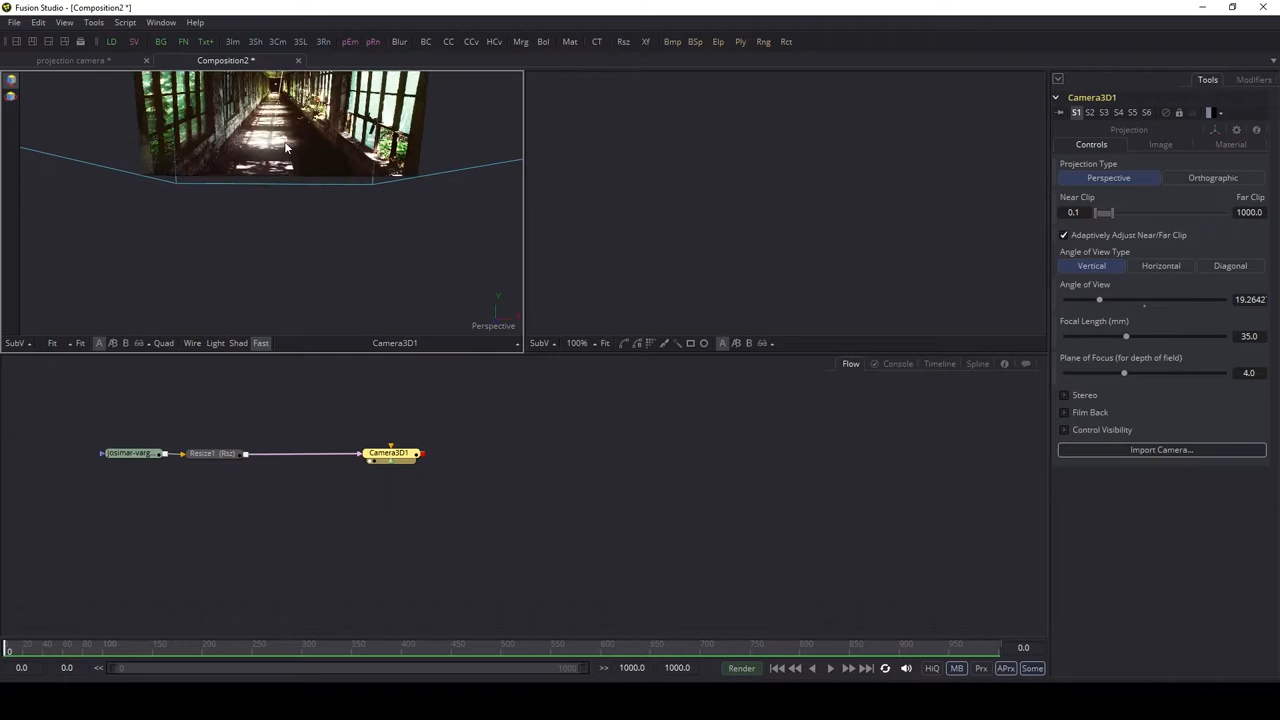 Fusion Studio - [Composition2 *]
File Edit View Tools Script Window Help
LD SV BG FN Txt+ 3Im 3Sh 3Cm 3SL 3Rn pEm pRn Blur BC CC CCv HCv Mrg Bol Mat CT Rsz Xf Bmp BSp Elp Ply Rng Rct
projection camera * Composition2 *
Tools Modifiers
Camera3D1
S1 S2 S3 S4 S5 S6
Projection
Controls Image Material
Projection Type
Perspective Orthographic
Near Clip Far Clip
0.1 1000.0
Adaptively Adjust Near/Far Clip
Angle of View Type
Vertical Horizontal Diagonal
Angle of View
19.2642
Focal Length (mm)
35.0
Plane of Focus (for depth of field)
4.0
Stereo
Film Back
Control Visibility
Import Camera...
Y
Perspective
SubV Fit Fit A B Quad Wire Light Shad Fast Camera3D1
SubV 100% Fit A B
Flow Console Timeline Spline
josimar-varg... Resize1 (Rsz) Camera3D1
0 20 40 60 80 100 150 200 250 300 350 400 450 500 550 600 650 700 750 800 850 900 950 0.0
0.0 0.0 << 0 1000 >> 1000.0 1000.0 Render HiQ MB Prx APrx Some